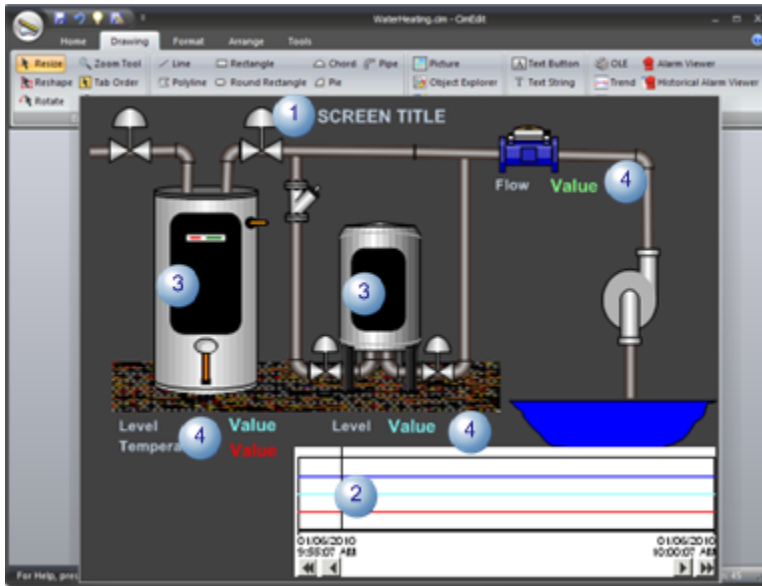 WaterHeating.cim - CimEdit
Home Drawing Format Arrange Tools
Resize Zoom Tool Line Rectangle Chord Pipe Picture Text Button OLE Alarm Viewer
Reshape Tab Order Polyline Round Rectangle Pie Object Explorer Text String Trend Historical Alarm Viewer
Rotate
1 SCREEN TITLE
Flow Value 4
3 3
Level 4 Value Level Value 4
Tempera Value
2
01/06/2010 01/06/2010
9:55:07 AM 10:00:07 AM
For Help, pres